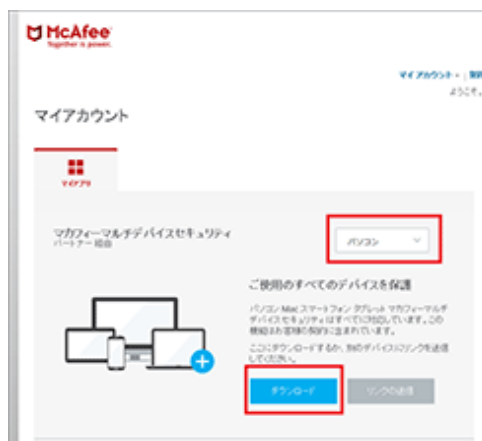 McAfee
Together is power.
マイアカウント
ようこそ、
マイアカウント
マイアプリ
マカフィーマルチデバイスセキュリティ
パートナー 経由
パソコン
ご使用のすべてのデバイスを保護
パソコン Mac スマートフォン タブレット マカフィーマルチ
デバイスセキュリティはすべてに対応しています。この
機能はお客様の契約に含まれています。
ここにダウンロードするか、別のデバイスにリンクを送信
してください。
ダウンロード
リンクの送信